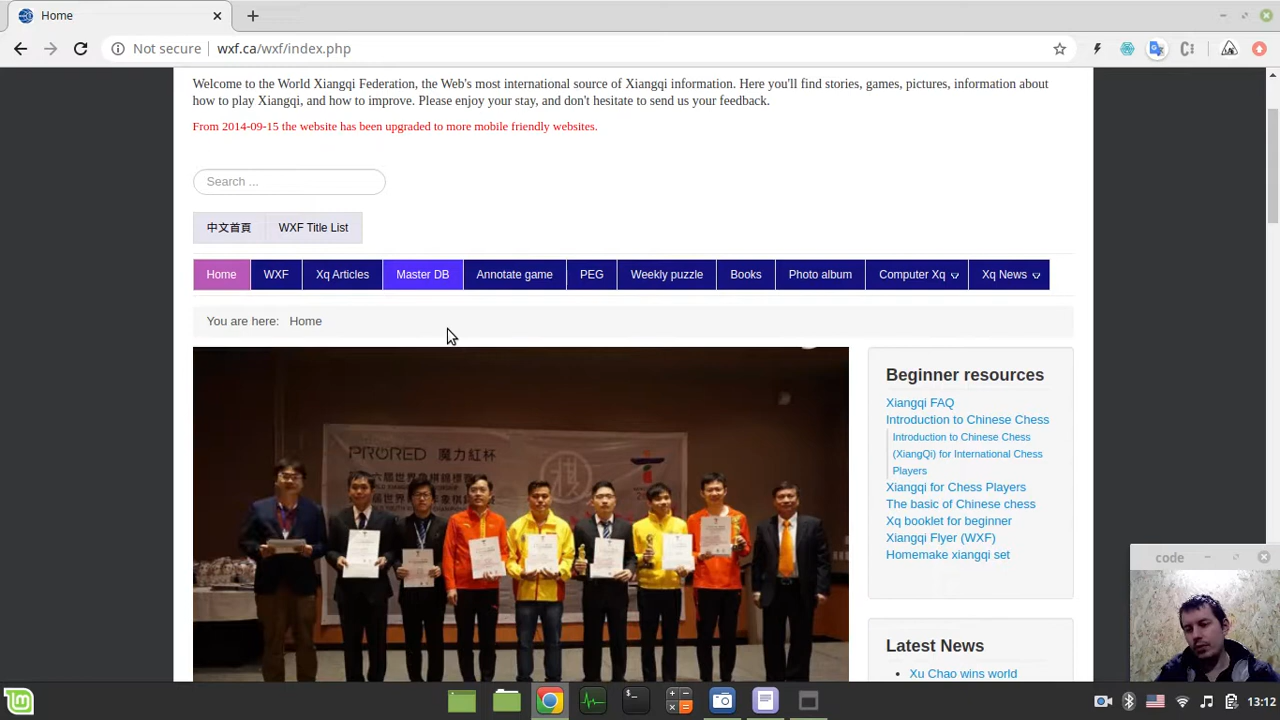 Home
Not secure wxf.ca/wxf/index.php
Welcome to the World Xiangqi Federation, the Web's most international source of Xiangqi information. Here you'll find stories, games, pictures, information about
how to play Xiangqi, and how to improve. Please enjoy your stay, and don't hesitate to send us your feedback.
From 2014-09-15 the website has been upgraded to more mobile friendly websites.
Search ...
中文首頁 WXF Title List
Home WXF Xq Articles Master DB Annotate game PEG Weekly puzzle Books Photo album Computer Xq Xq News
You are here: Home
PRORED 魔力紅杯
Beginner resources
Xiangqi FAQ
Introduction to Chinese Chess
Introduction to Chinese Chess
(XiangQi) for International Chess
Players
Xiangqi for Chess Players
The basic of Chinese chess
Xq booklet for beginner
Xiangqi Flyer (WXF)
Homemake xiangqi set
Latest News
Xu Chao wins world
code
13:12